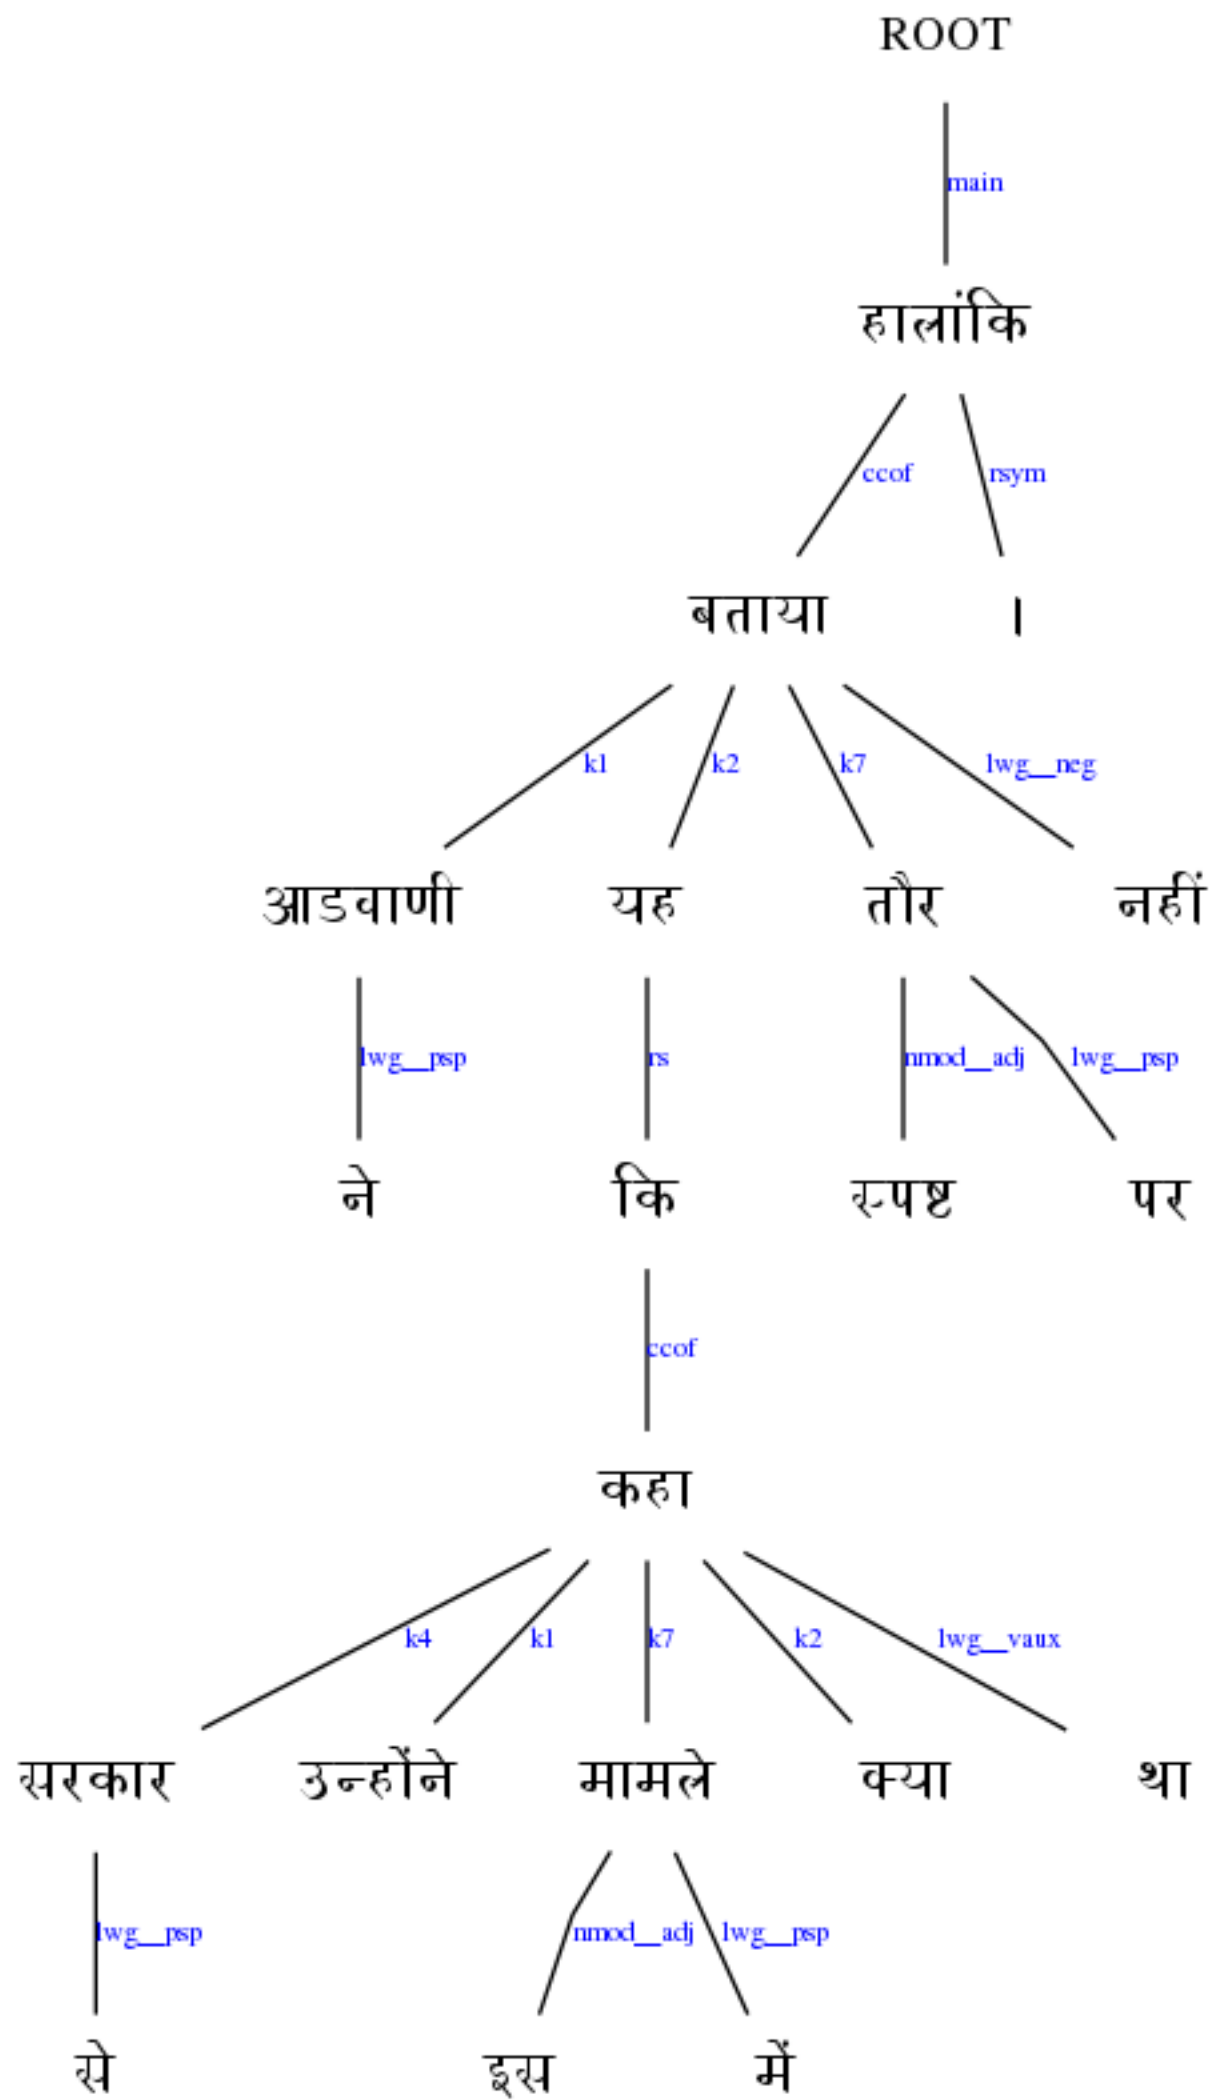 ROOT
main
हालांकि
ccof rsym
बताया ।
k1 k2 k7 lwg__neg
आडवाणी यह तौर नहीं
lwg__psp rs nmod__adj lwg__psp
ने कि स्पष्ट पर
ccof
कहा
k4 k1 k7 k2 lwg__vaux
सरकार उन्होंने मामले क्या था
lwg__psp nmod__adj lwg__psp
से इस में